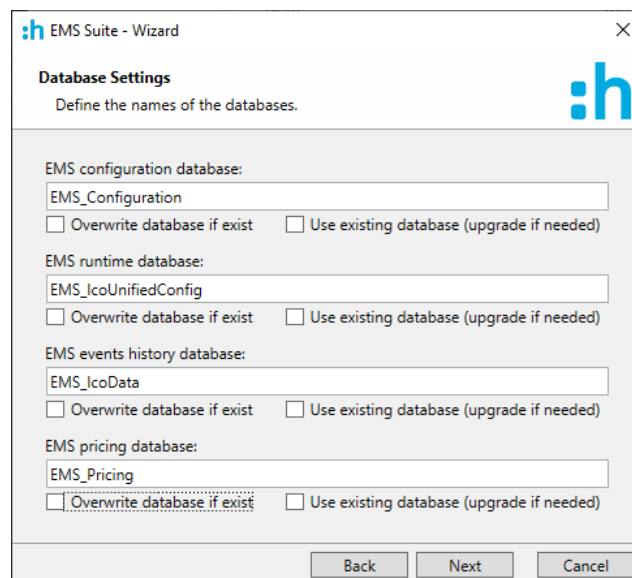 :h EMS Suite - Wizard
Database Settings
Define the names of the databases.
:h
EMS configuration database:
EMS_Configuration
Overwrite database if exist Use existing database (upgrade if needed)
EMS runtime database:
EMS_IcoUnifiedConfig
Overwrite database if exist Use existing database (upgrade if needed)
EMS events history database:
EMS_IcoData
Overwrite database if exist Use existing database (upgrade if needed)
EMS pricing database:
EMS_Pricing
Overwrite database if exist Use existing database (upgrade if needed)
Back Next Cancel